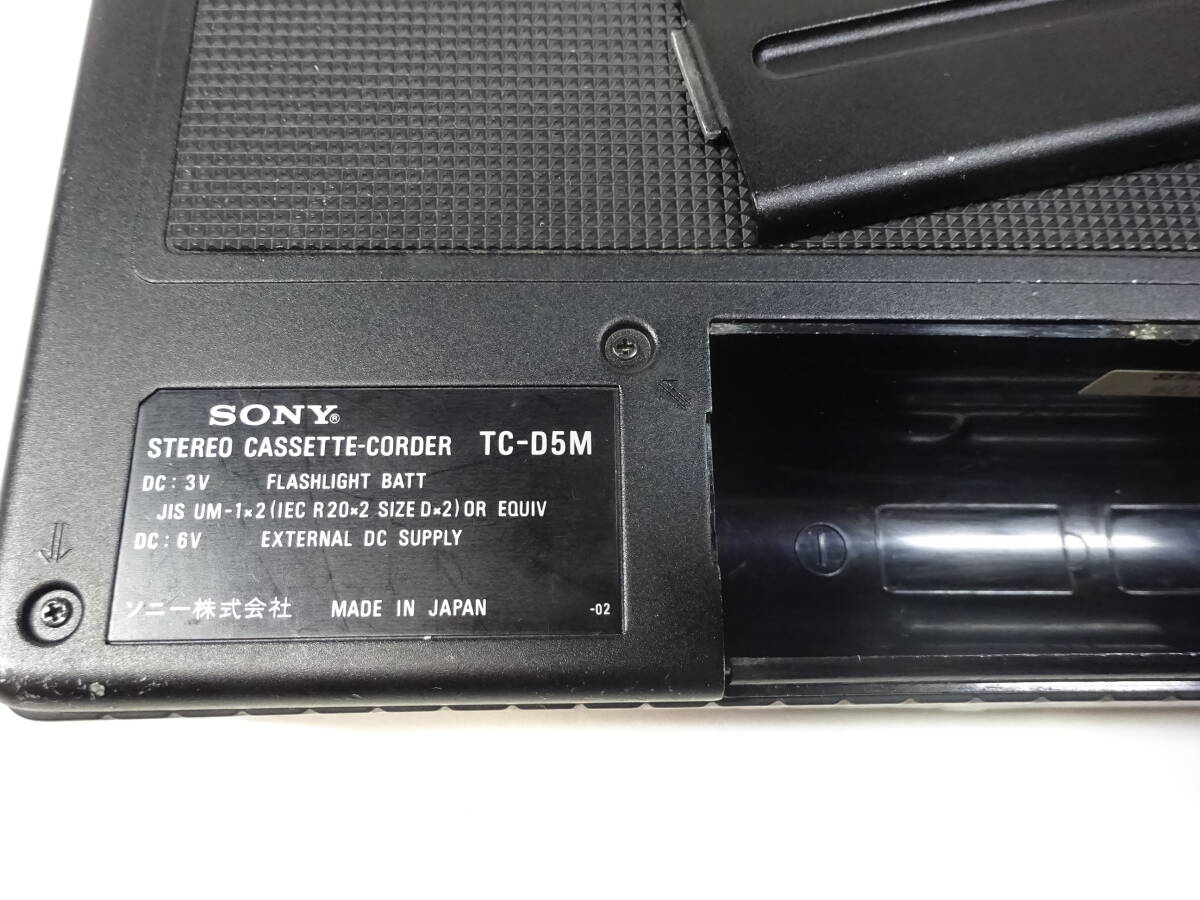 SONY®
STEREO CASSETTE-CORDER TC-D5M
DC: 3V FLASHLIGHT BATT
JIS UM-1×2 (IEC R20×2 SIZE D×2) OR EQUIV
DC: 6V EXTERNAL DC SUPPLY
ソニー株式会社 MADE IN JAPAN -02